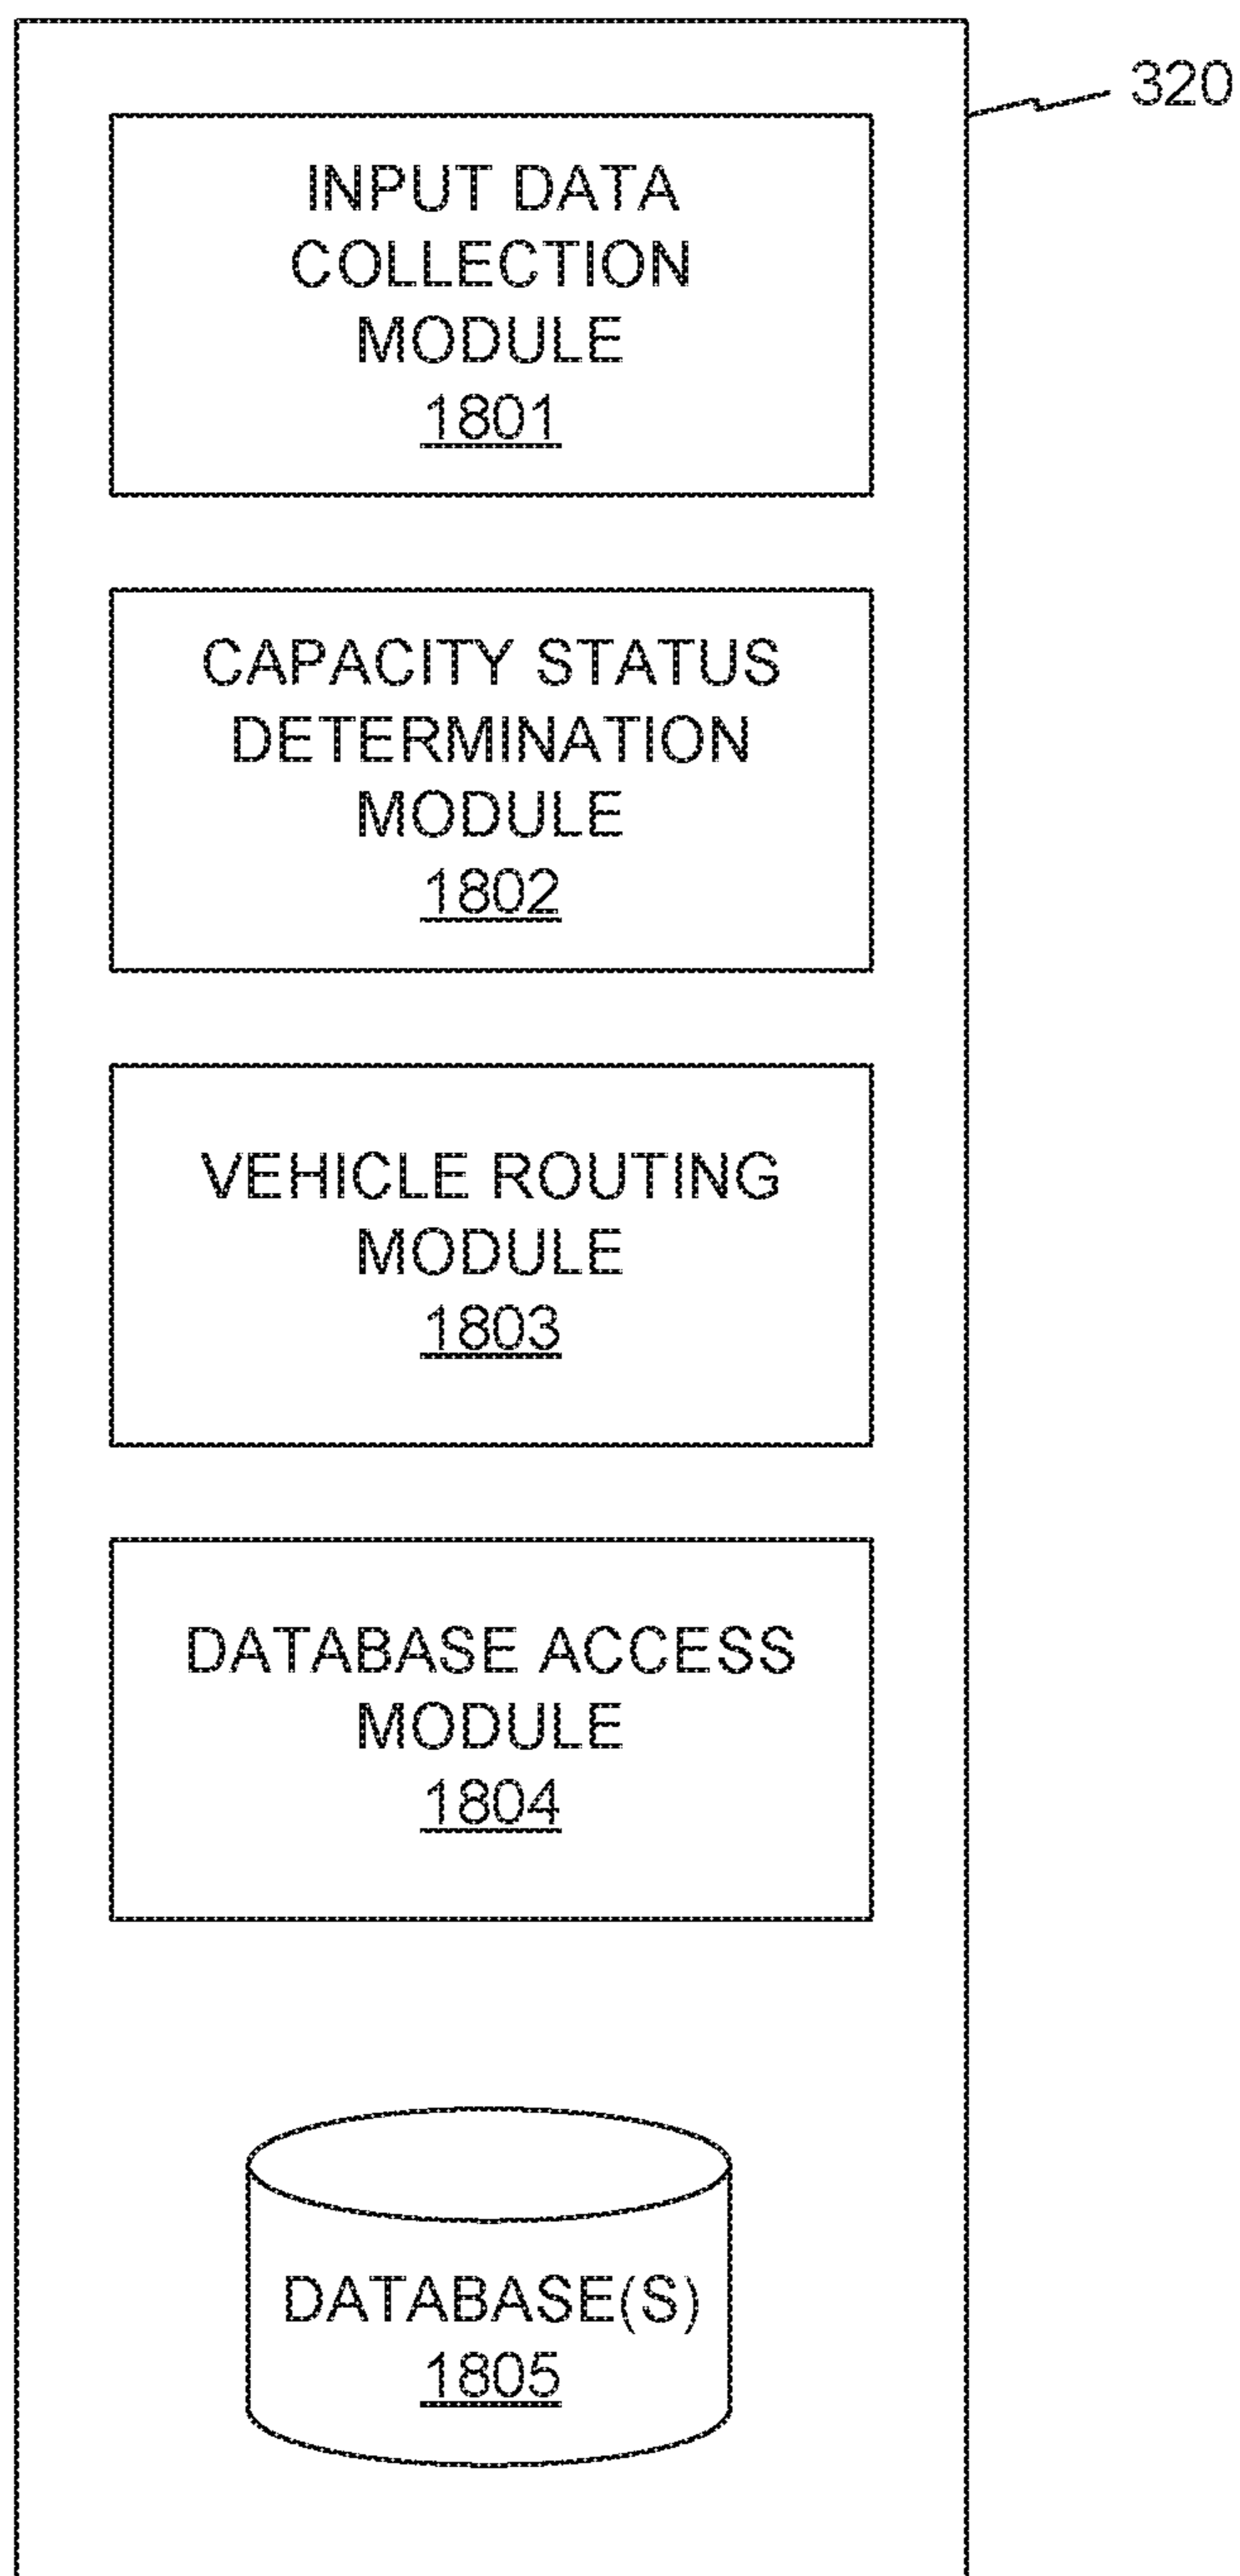 320
INPUT DATA
COLLECTION
MODULE
1801
CAPACITY STATUS
DETERMINATION
MODULE
1802
VEHICLE ROUTING
MODULE
1803
DATABASE ACCESS
MODULE
1804
DATABASE(S)
1805